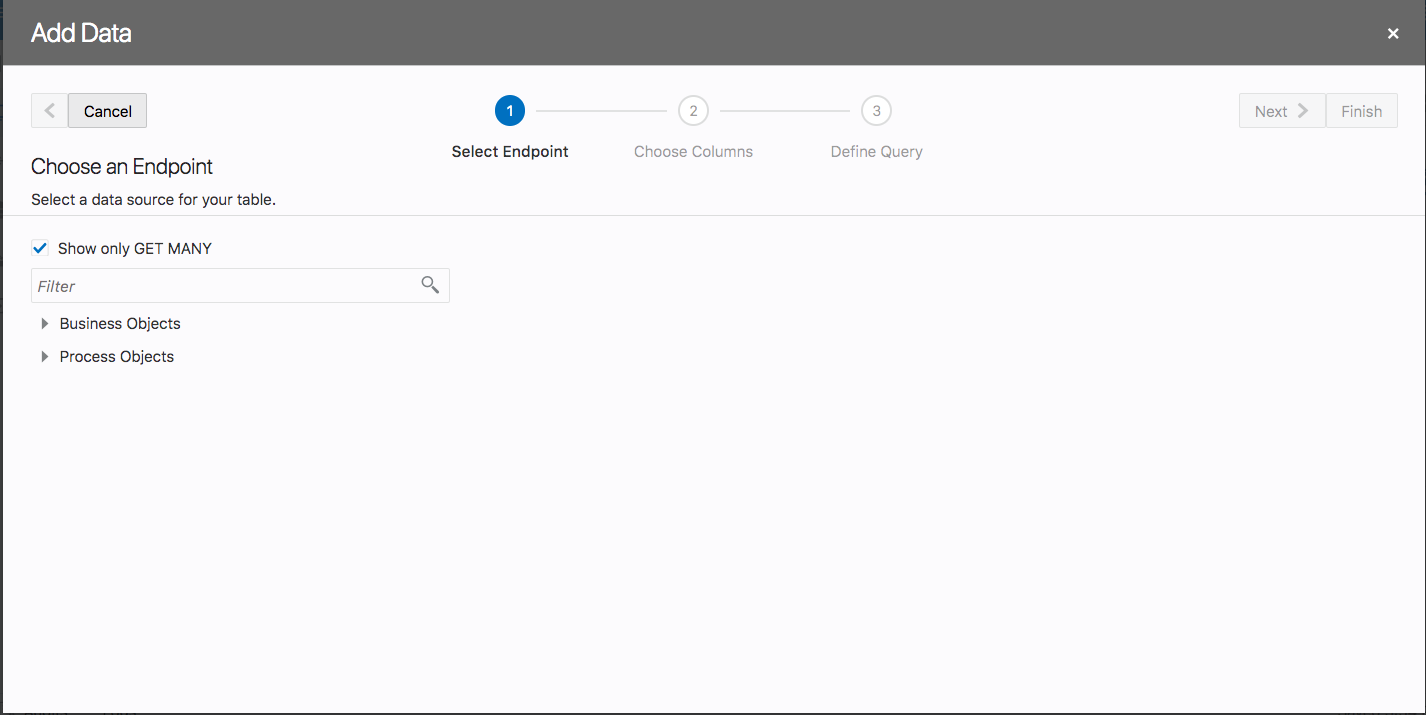 Add Data
Cancel
1
2
3
Next
Finish
Select Endpoint
Choose Columns
Define Query
Choose an Endpoint
Select a data source for your table.
Show only GET MANY
Filter
Business Objects
Process Objects